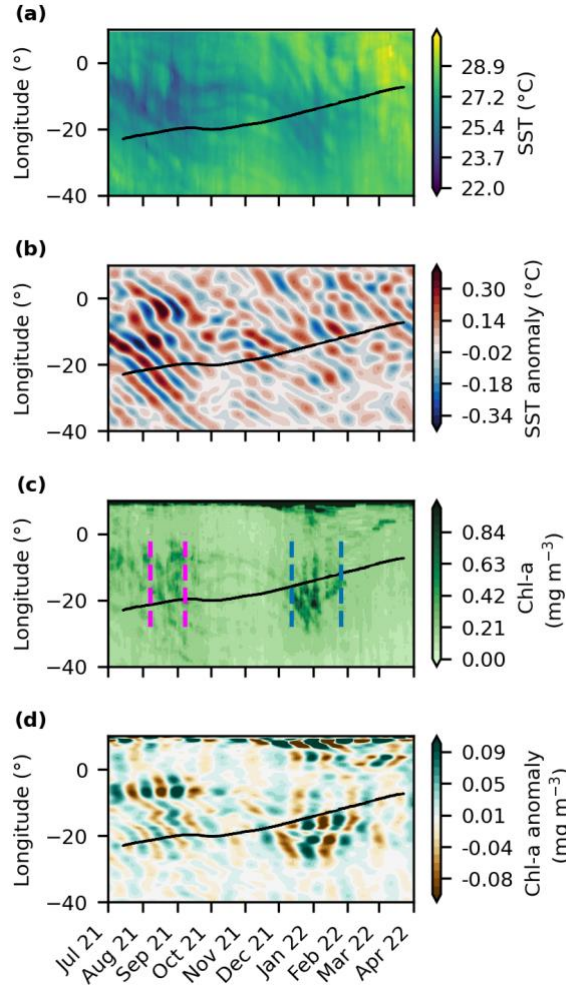 (a)
0
−20
−40
Longitude (°)
28.9
27.2
25.4
23.7
22.0
SST (°C)
(b)
0
−20
−40
Longitude (°)
0.30
0.14
−0.02
−0.18
−0.34
SST anomaly (°C)
(c)
0
−20
−40
Longitude (°)
0.84
0.63
0.42
0.21
0.00
Chl-a
(mg m⁻³)
(d)
0
−20
−40
Longitude (°)
0.09
0.05
0.01
−0.04
−0.08
Chl-a anomaly
(mg m⁻³)
Jul 21
Aug 21
Sep 21
Oct 21
Nov 21
Dec 21
Jan 22
Feb 22
Mar 22
Apr 22